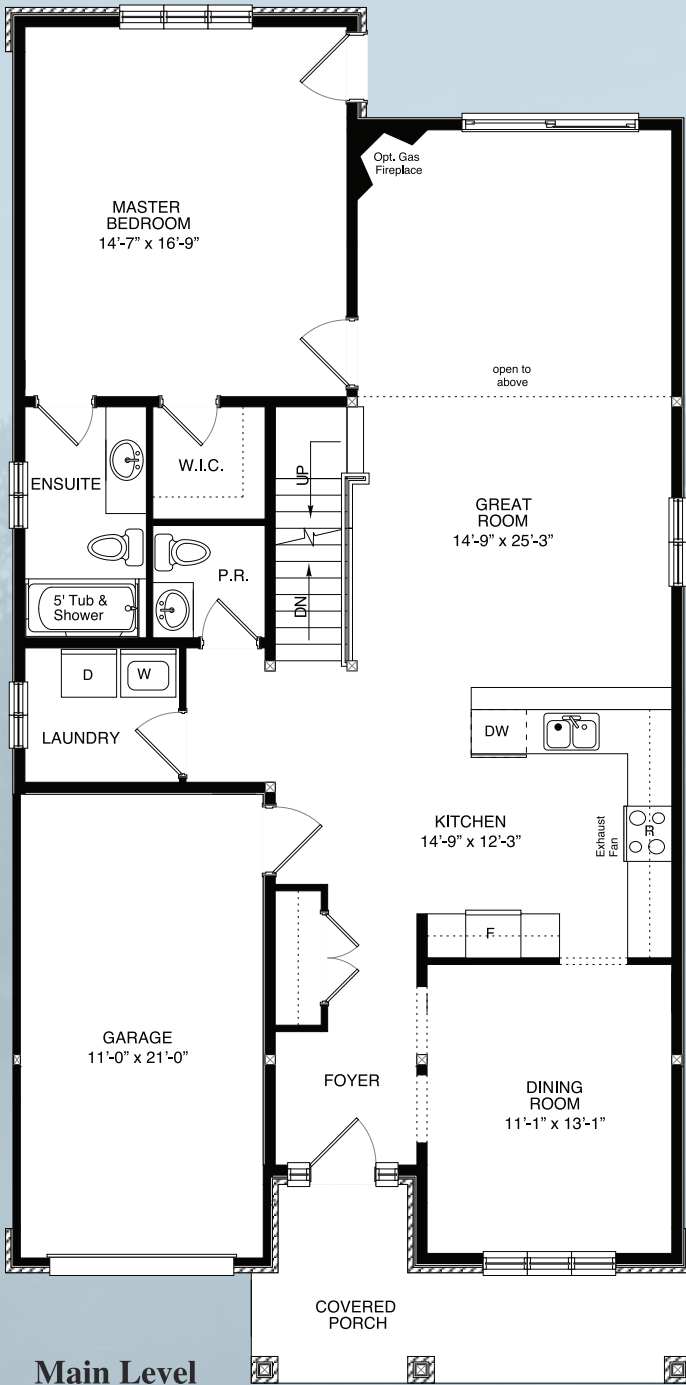 Opt. Gas
Fireplace
MASTER
BEDROOM
14'-7" x 16'-9"
open to
above
ENSUITE
W.I.C.
UP
GREAT
ROOM
14'-9" x 25'-3"
P.R.
5' Tub &
Shower
DN
D
W
LAUNDRY
DW
KITCHEN
14'-9" x 12'-3"
Exhaust
Fan
R
F
GARAGE
11'-0" x 21'-0"
FOYER
DINING
ROOM
11'-1" x 13'-1"
COVERED
PORCH
Main Level